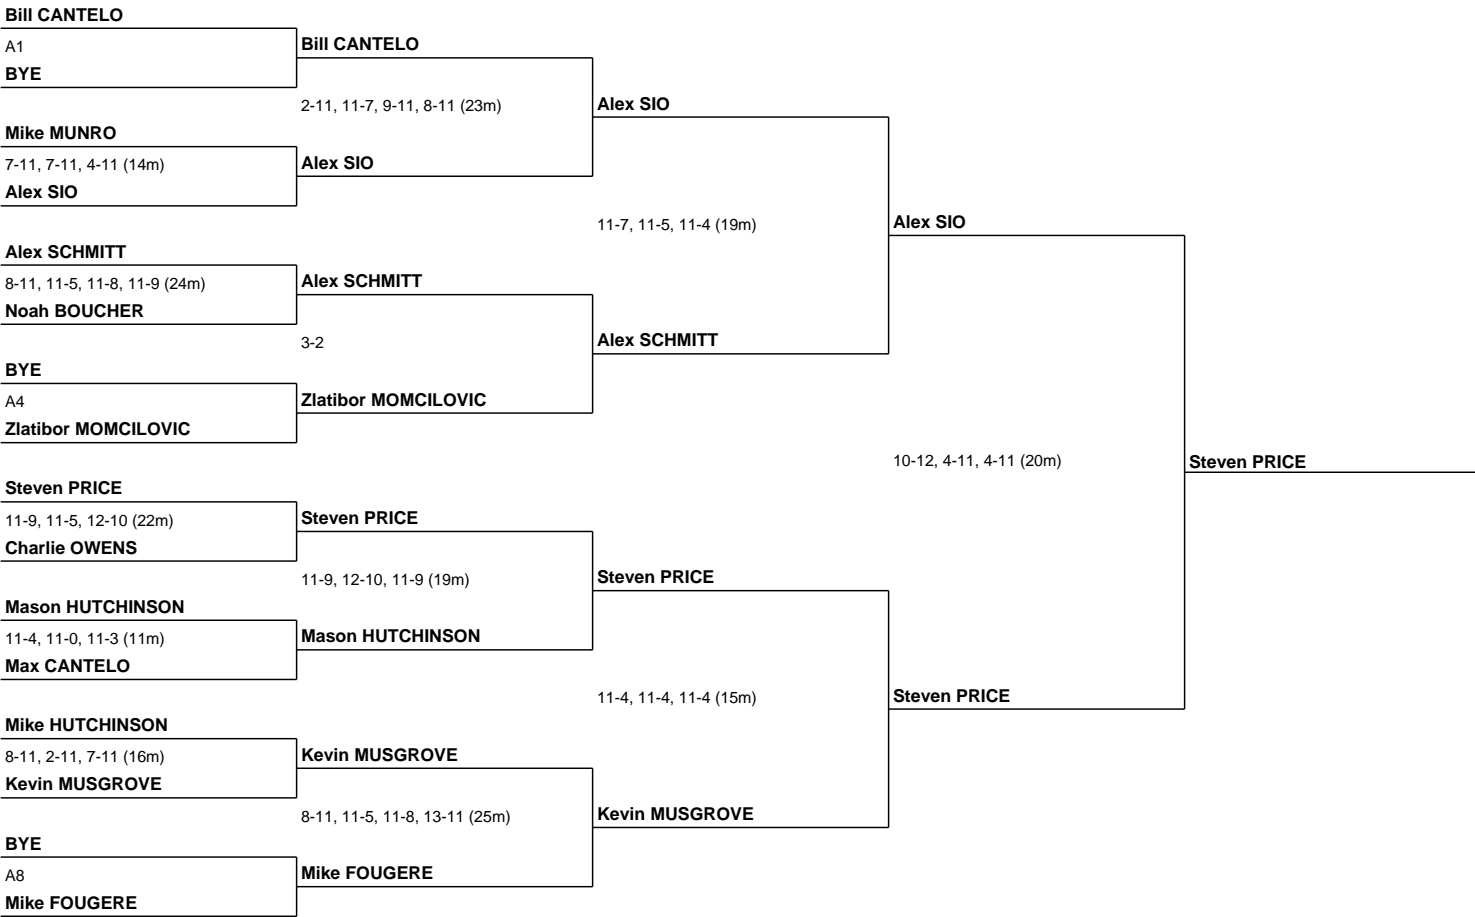 Bill CANTELO
A1
BYE
Mike MUNRO
7-11, 7-11, 4-11 (14m)
Alex SIO
Alex SCHMITT
8-11, 11-5, 11-8, 11-9 (24m)
Noah BOUCHER
BYE
A4
Zlatibor MOMCILOVIC
Steven PRICE
11-9, 11-5, 12-10 (22m)
Charlie OWENS
Mason HUTCHINSON
11-4, 11-0, 11-3 (11m)
Max CANTELO
Mike HUTCHINSON
8-11, 2-11, 7-11 (16m)
Kevin MUSGROVE
BYE
A8
Mike FOUGERE
Bill CANTELO
2-11, 11-7, 9-11, 8-11 (23m)
Alex SIO
Alex SCHMITT
3-2
Zlatibor MOMCILOVIC
Steven PRICE
11-9, 12-10, 11-9 (19m)
Mason HUTCHINSON
Kevin MUSGROVE
8-11, 11-5, 11-8, 13-11 (25m)
Mike FOUGERE
Alex SIO
11-7, 11-5, 11-4 (19m)
Alex SCHMITT
Steven PRICE
11-4, 11-4, 11-4 (15m)
Kevin MUSGROVE
Alex SIO
10-12, 4-11, 4-11 (20m)
Steven PRICE
Steven PRICE